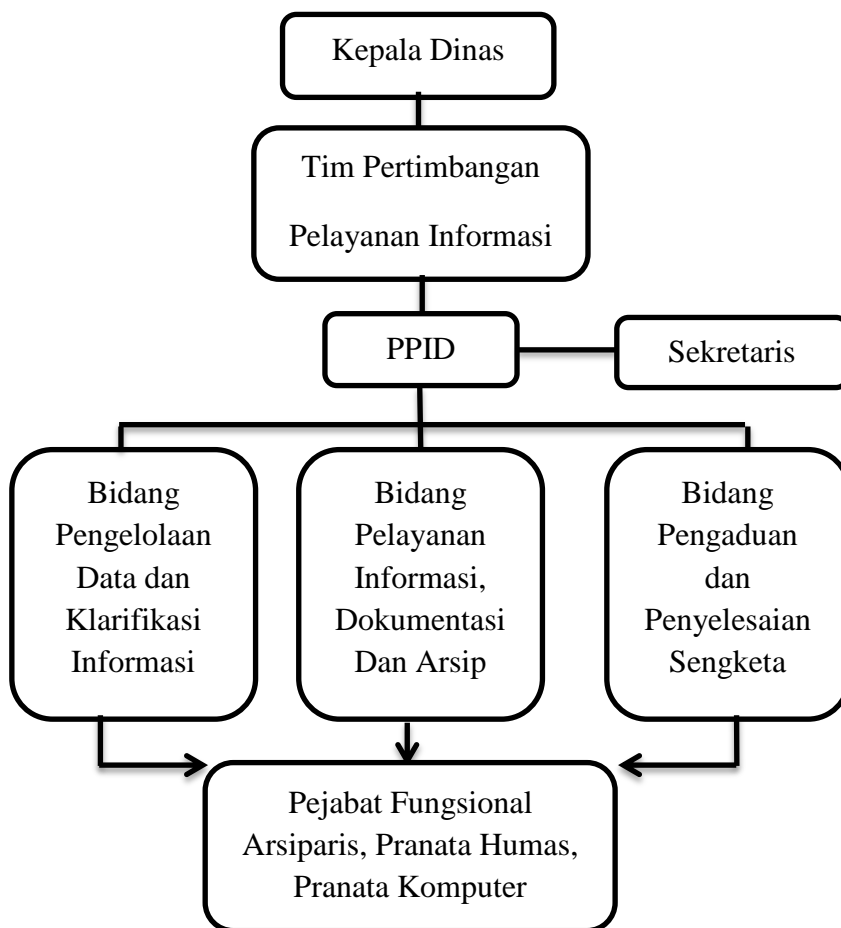 Kepala Dinas
Tim Pertimbangan
Pelayanan Informasi
PPID
Sekretaris
Bidang
Pengelolaan
Data dan
Klarifikasi
Informasi
Bidang
Pelayanan
Informasi,
Dokumentasi
Dan Arsip
Bidang
Pengaduan
dan
Penyelesaian
Sengketa
Pejabat Fungsional
Arsiparis, Pranata Humas,
Pranata Komputer